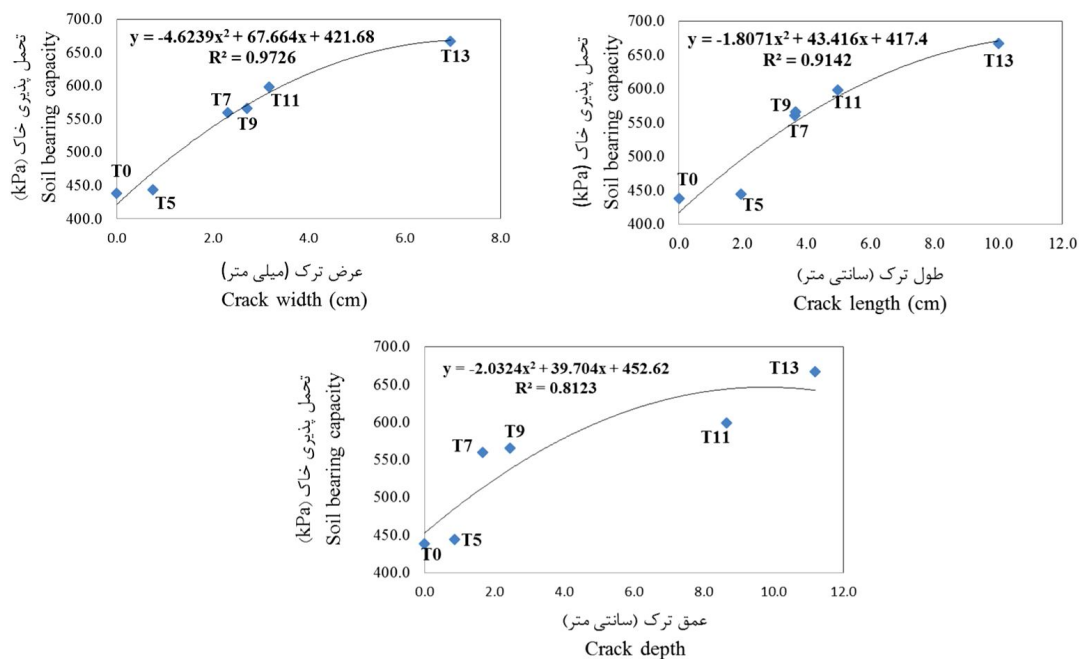 تحمل پذیری خاک (kPa)
Soil bearing capacity
700.0
650.0
600.0
550.0
500.0
450.0
400.0
y = -4.6239x² + 67.664x + 421.68
R² = 0.9726
T13
T7
T11
T9
T0
T5
0.0 2.0 4.0 6.0 8.0
عرض ترک (میلی متر)
Crack width (cm)
تحمل پذیری خاک (kPa)
Soil bearing capacity
700.0
650.0
600.0
550.0
500.0
450.0
400.0
y = -1.8071x² + 43.416x + 417.4
R² = 0.9142
T13
T9
T11
T7
T0
T5
0.0 2.0 4.0 6.0 8.0 10.0 12.0
طول ترک (سانتی متر)
Crack length (cm)
تحمل پذیری خاک (kPa)
Soil bearing capacity
700.0
650.0
600.0
550.0
500.0
450.0
400.0
y = -2.0324x² + 39.704x + 452.62
R² = 0.8123
T13
T7
T9
T11
T0
T5
0.0 2.0 4.0 6.0 8.0 10.0 12.0
عمق ترک (سانتی متر)
Crack depth